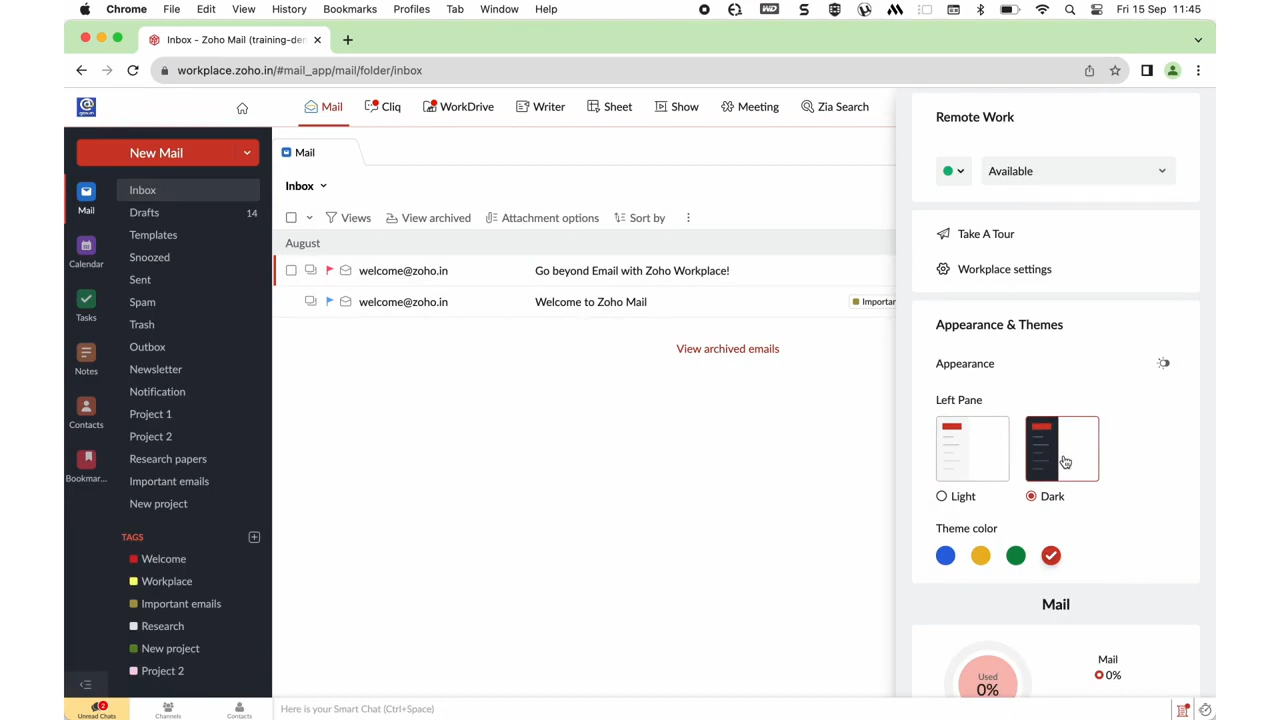 Chrome File Edit View History Bookmarks Profiles Tab Window Help WD Fri 15 Sep 11:45
Inbox - Zoho Mail (training-der
workplace.zoho.in/#mail_app/mail/folder/inbox
gov.in
Mail Cliq WorkDrive Writer Sheet Show Meeting Zia Search
New Mail
Mail
Calendar
Tasks
Notes
Contacts
Bookmar...
Inbox
Drafts 14
Templates
Snoozed
Sent
Spam
Trash
Outbox
Newsletter
Notification
Project 1
Project 2
Research papers
Important emails
New project
TAGS
Welcome
Workplace
Important emails
Research
New project
Project 2
Mail
Inbox
Views View archived Attachment options Sort by
August
welcome@zoho.in Go beyond Email with Zoho Workplace!
welcome@zoho.in Welcome to Zoho Mail Importan
View archived emails
Remote Work
Available
Take A Tour
Workplace settings
Appearance & Themes
Appearance
Left Pane
Light Dark
Theme color
Mail
Used
0%
Mail
0%
2
Unread Chats Channels Contacts Here is your Smart Chat (Ctrl+Space)